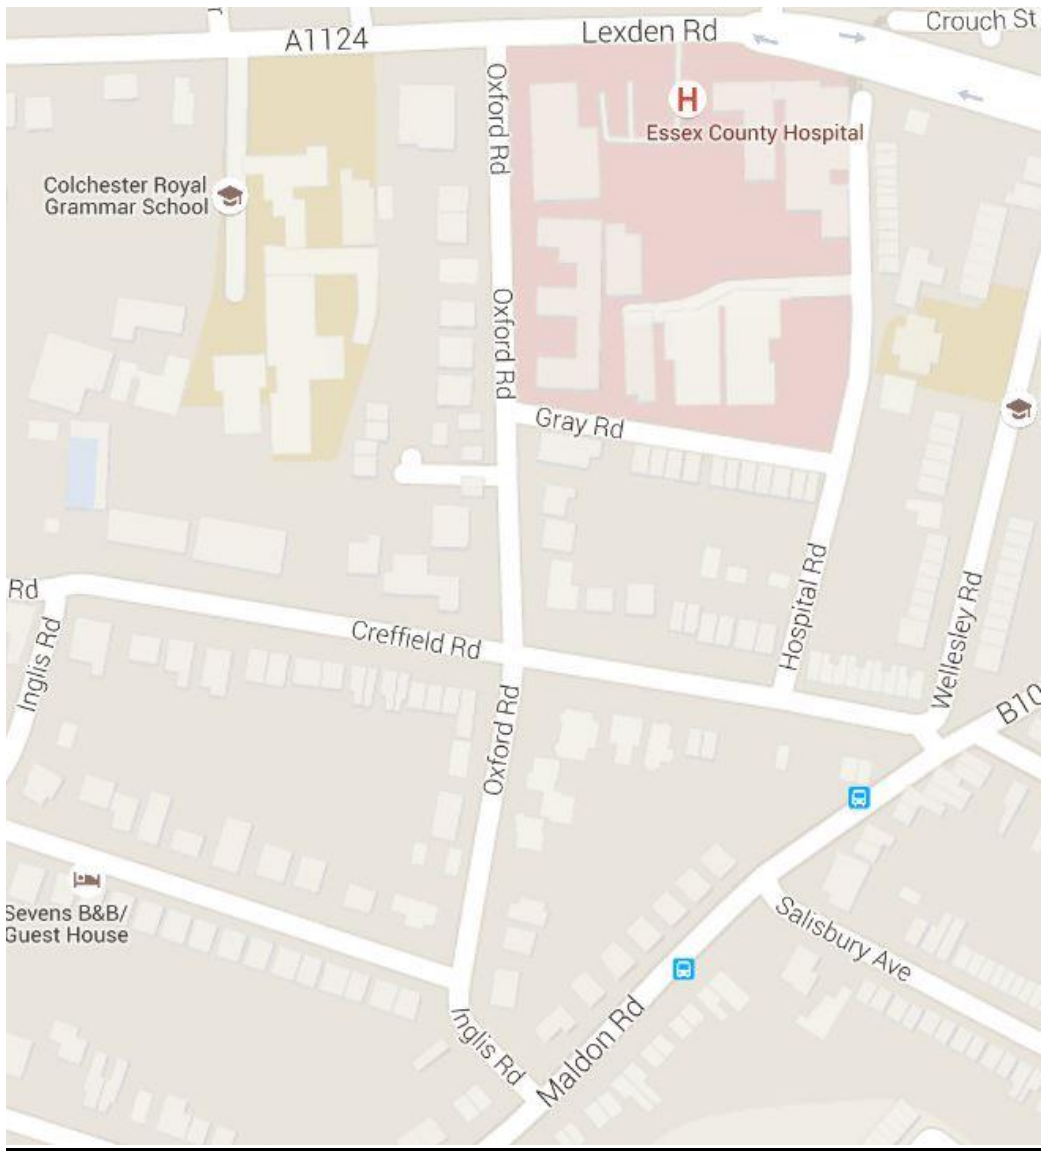 r
Crouch St
Lexden Rd
A1124
Oxford Rd
H
Essex County Hospital
Colchester Royal
Grammar School
Oxford Rd
Gray Rd
Hospital Rd
Wellesley Rd
Rd
Inglis Rd
Creffield Rd
B10
Oxford Rd
Sevens B&B/
Guest House
Salisbury Ave
Inglis Rd
Maldon Rd